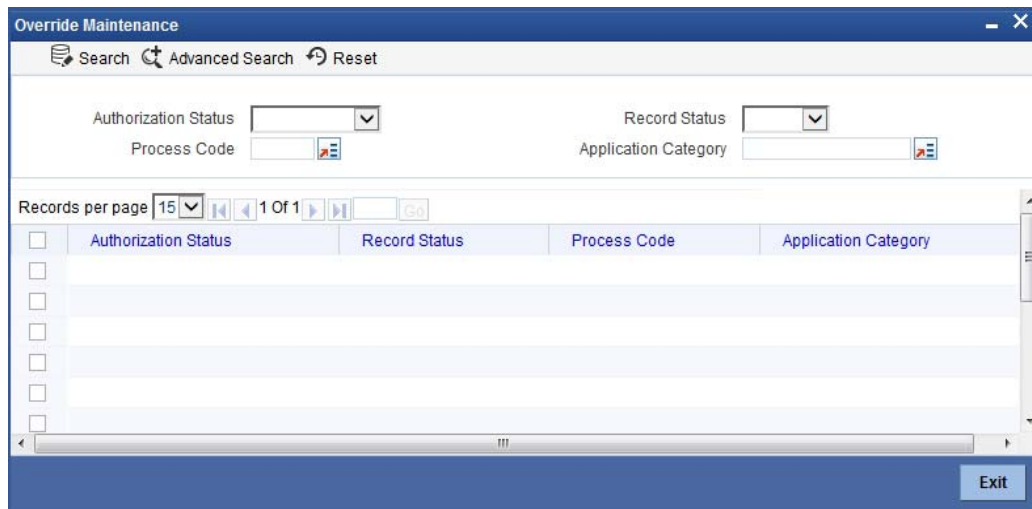 Override Maintenance
Search Advanced Search Reset
Authorization Status Record Status
Process Code Application Category
Records per page 15 1 Of 1 Go
Authorization Status Record Status Process Code Application Category
Exit